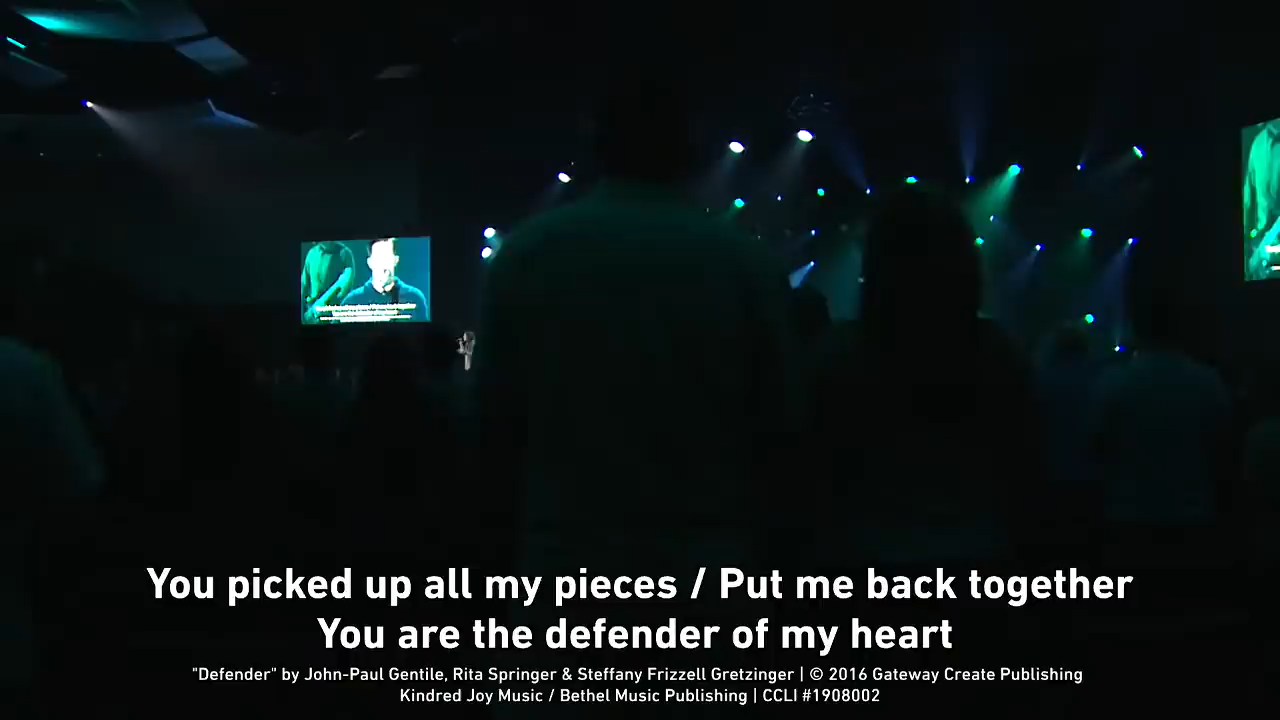 You picked up all my pieces / Put me back together
You are the defender of my heart
"Defender" by John-Paul Gentile, Rita Springer & Steffany Frizzell Gretzinger | © 2016 Gateway Create Publishing
Kindred Joy Music / Bethel Music Publishing | CCLI #1908002